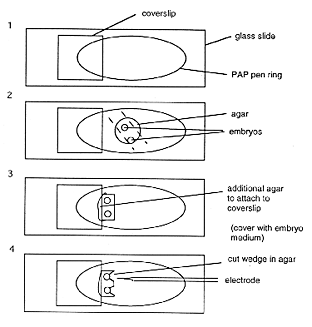 1
coverslip
glass slide
PAP pen ring
2
agar
embryos
3
additional agar
to attach to
coverslip
(cover with embryo
medium)
4
cut wedge in agar
electrode